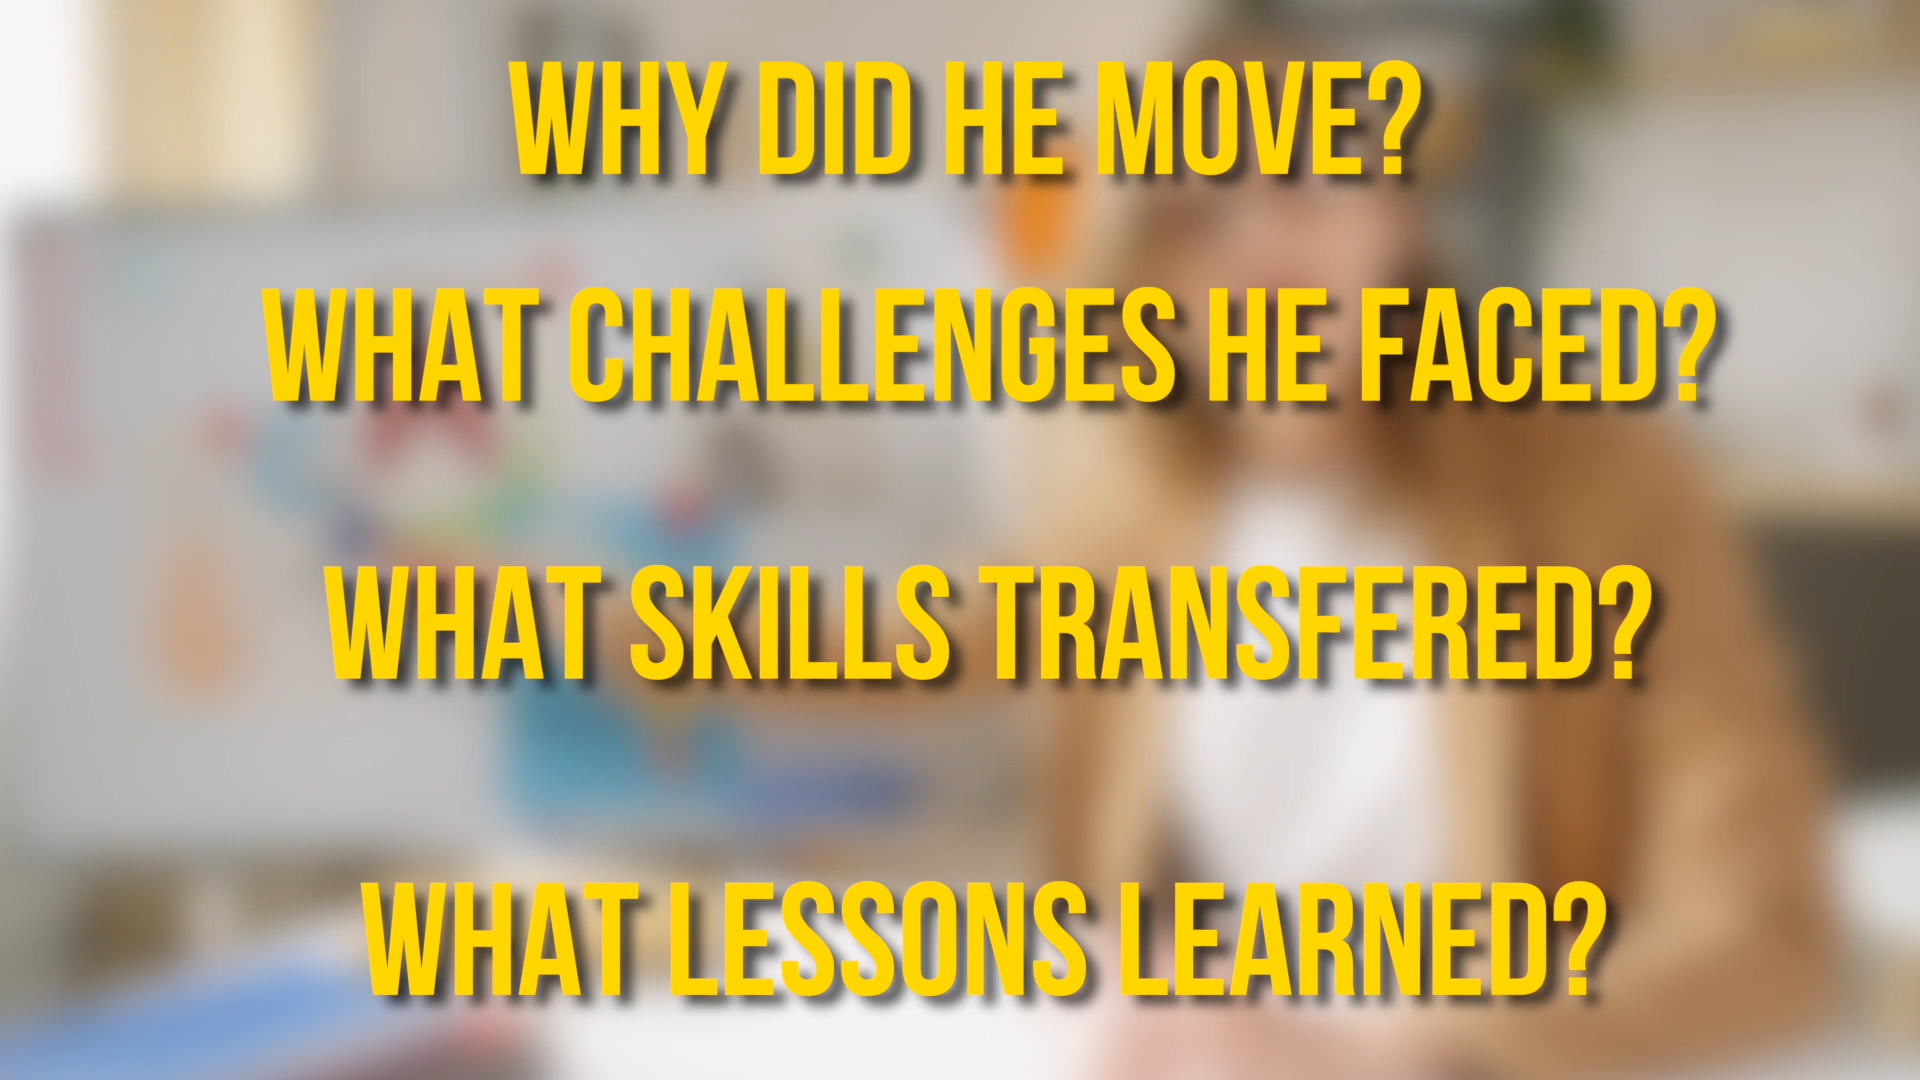 WHY DID HE MOVE?
WHAT CHALLENGES HE FACED?
WHAT SKILLS TRANSFERED?
WHAT LESSONS LEARNED?